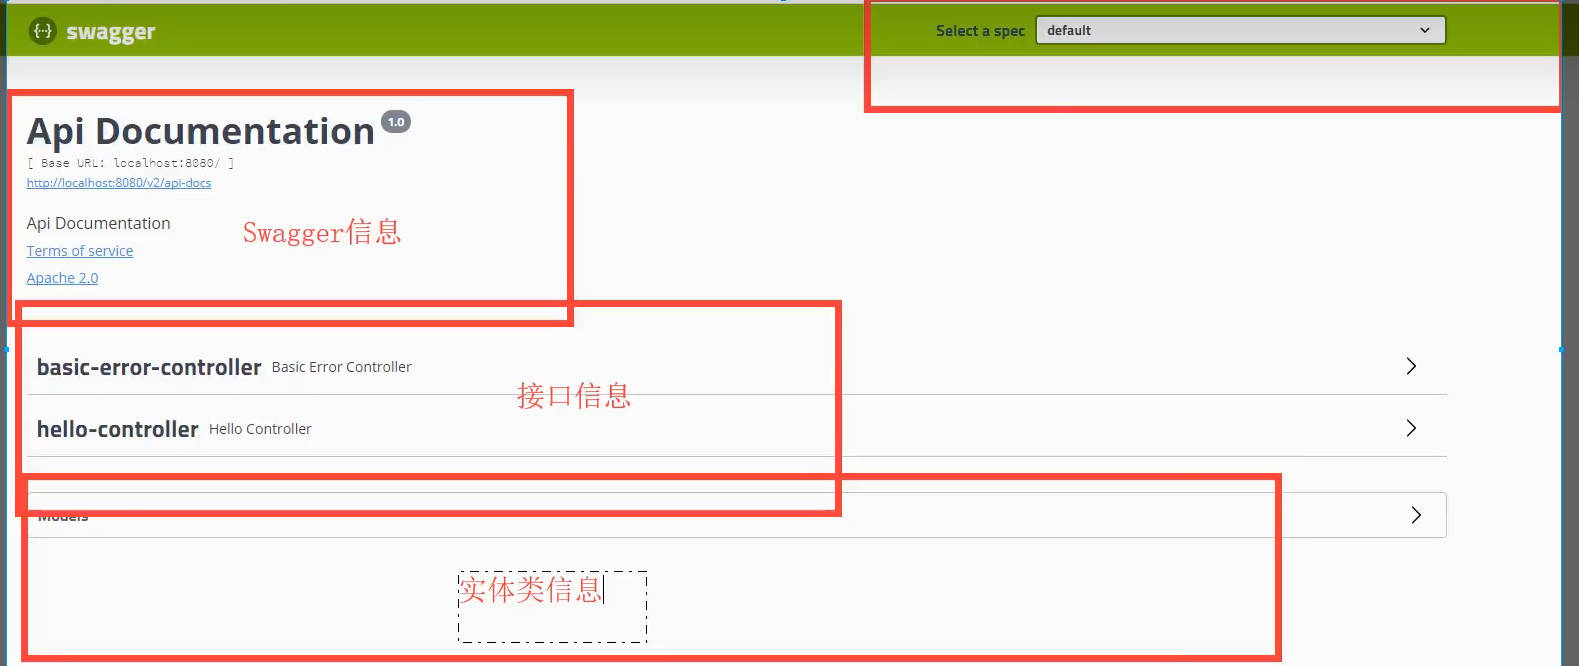 swagger
Select a spec
default
Api Documentation 1.0
[ Base URL: localhost:8080/ ]
http://localhost:8080/v2/api-docs
Api Documentation
Swagger信息
Terms of service
Apache 2.0
basic-error-controller Basic Error Controller
接口信息
hello-controller Hello Controller
Models
实体类信息